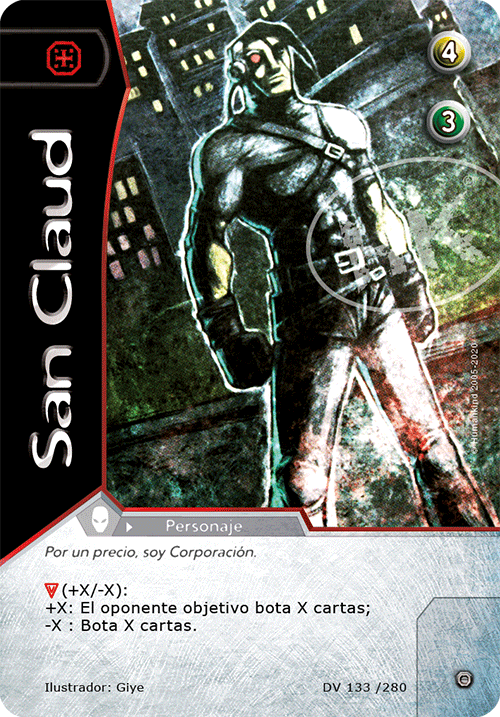 4
3
San Claud
© HumanKind 2005-2020
Personaje
Por un precio, soy Corporación.
(+X/-X):
+X: El oponente objetivo bota X cartas;
-X : Bota X cartas.
Ilustrador: Giye
DV 133 /280